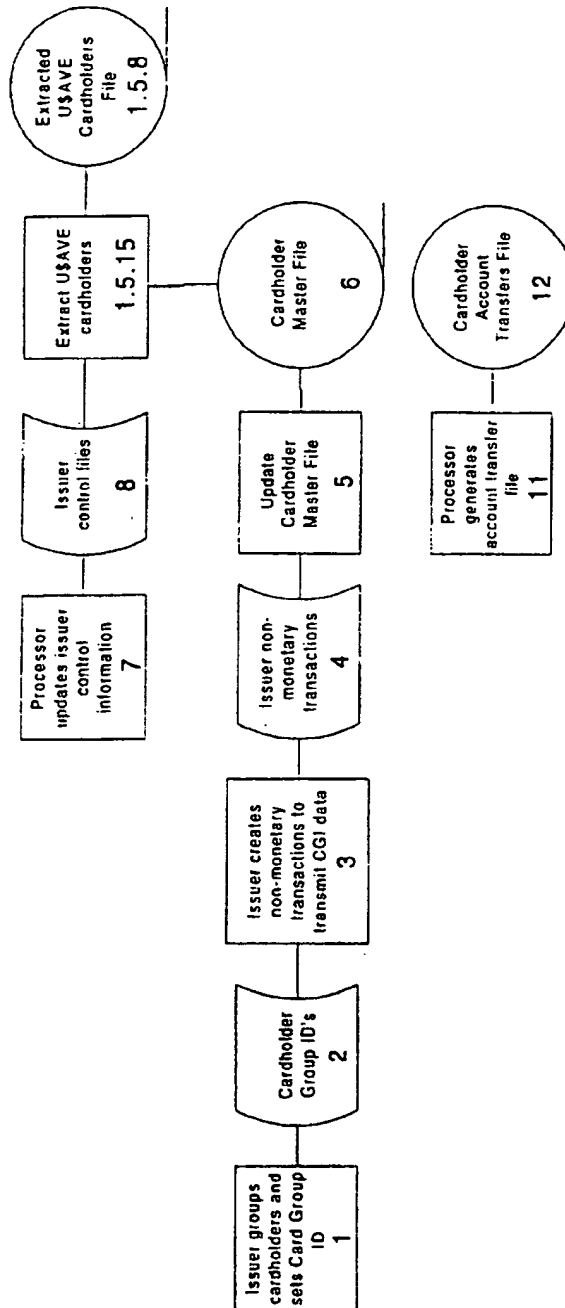 Processor
updates issuer
control
information
7
Issuer
control files
8
Extract U$AVE
cardholders
1.5.15
Extracted
U$AVE
Cardholders
File
1.5.8
Issuer groups
cardholders and
sets Card Group
ID
1
Cardholder
Group ID's
2
Issuer creates
non-monetary
transactions to
transmit CGI data
3
Issuer non-
monetary
transactions
4
Update
Cardholder
Master File
5
Cardholder
Master File
6
Processor
generates
account transfer
file
11
Cardholder
Account
Transfers File
12